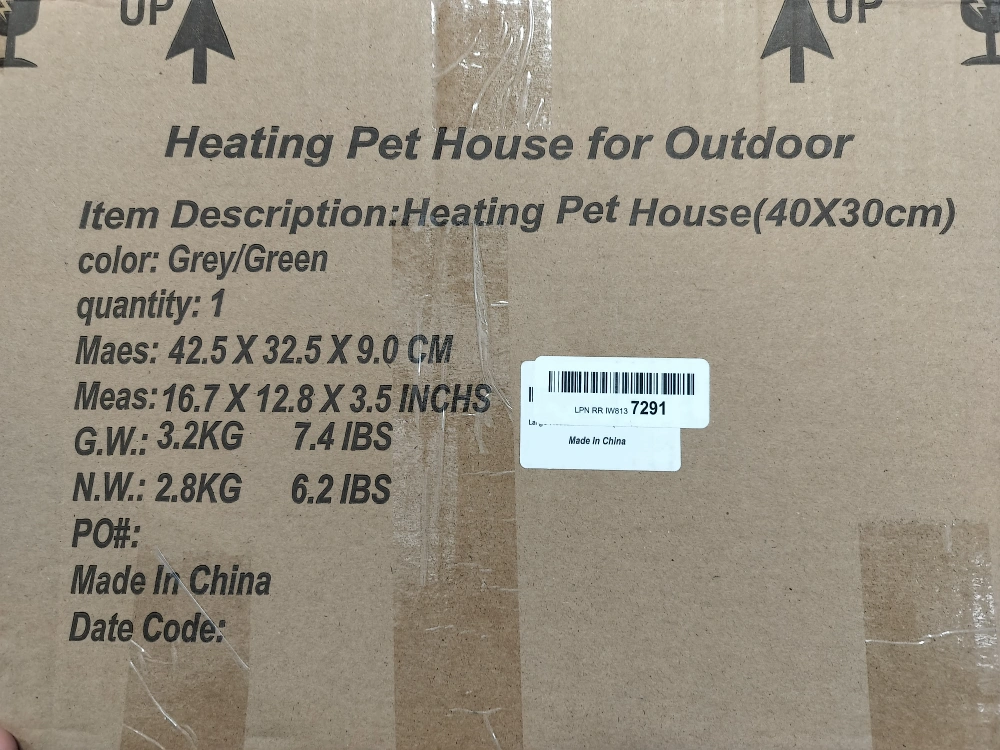 UP UP
Heating Pet House for Outdoor
Item Description:Heating Pet House(40X30cm)
color: Grey/Green
quantity: 1
Maes: 42.5 X 32.5 X 9.0 CM
Meas:16.7 X 12.8 X 3.5 INCHS
G.W.: 3.2KG 7.4 IBS
N.W.: 2.8KG 6.2 IBS
PO#:
Made In China
Date Code:
LPN RR IW813 7291
Made In China